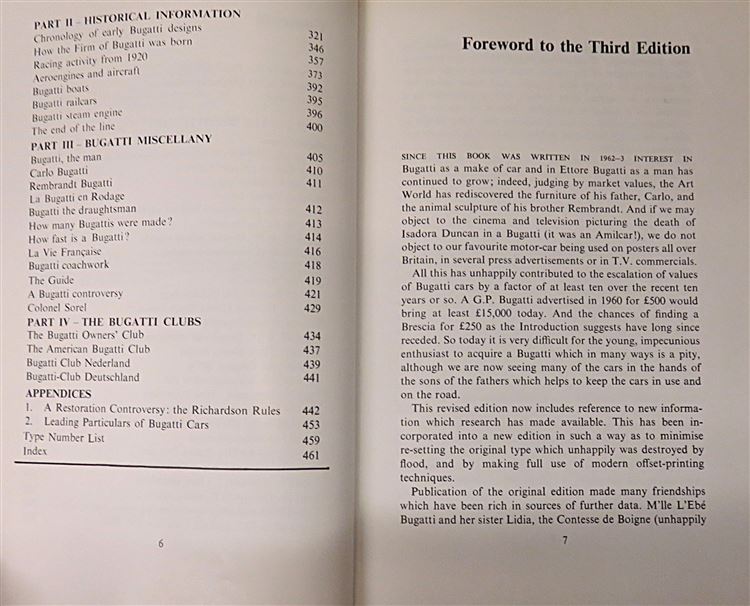 PART II – HISTORICAL INFORMATION
Chronology of early Bugatti designs 321
How the Firm of Bugatti was born 346
Racing activity from 1920 357
Aeroengines and aircraft 373
Bugatti boats 392
Bugatti railcars 395
Bugatti steam engine 396
The end of the line 400
PART III – BUGATTI MISCELLANY
Bugatti, the man 405
Carlo Bugatti 410
Rembrandt Bugatti 411
La Bugatti en Rodage
Bugatti the draughtsman 412
How many Bugattis were made? 413
How fast is a Bugatti? 414
La Vie Française 416
Bugatti coachwork 418
The Guide 419
A Bugatti controversy 421
Colonel Sorel 429
PART IV – THE BUGATTI CLUBS
The Bugatti Owners' Club 434
The American Bugatti Club 437
Bugatti Club Nederland 439
Bugatti-Club Deutschland 441
APPENDICES
1. A Restoration Controversy: the Richardson Rules 442
2. Leading Particulars of Bugatti Cars 453
Type Number List 459
Index 461
6
Foreword to the Third Edition
SINCE THIS BOOK WAS WRITTEN IN 1962–3 INTEREST IN
Bugatti as a make of car and in Ettore Bugatti as a man has
continued to grow; indeed, judging by market values, the Art
World has rediscovered the furniture of his father, Carlo, and
the animal sculpture of his brother Rembrandt. And if we may
object to the cinema and television picturing the death of
Isadora Duncan in a Bugatti (it was an Amilcar!), we do not
object to our favourite motor-car being used on posters all over
Britain, in several press advertisements or in T.V. commercials.
All this has unhappily contributed to the escalation of values
of Bugatti cars by a factor of at least ten over the recent ten
years or so. A G.P. Bugatti advertised in 1960 for £500 would
bring at least £15,000 today. And the chances of finding a
Brescia for £250 as the Introduction suggests have long since
receded. So today it is very difficult for the young, impecunious
enthusiast to acquire a Bugatti which in many ways is a pity,
although we are now seeing many of the cars in the hands of
the sons of the fathers which helps to keep the cars in use and
on the road.
This revised edition now includes reference to new informa-
tion which research has made available. This has been in-
corporated into a new edition in such a way as to minimise
re-setting the original type which unhappily was destroyed by
flood, and by making full use of modern offset-printing
techniques.
Publication of the original edition made many friendships
which have been rich in sources of further data. M'lle L'Ebé
Bugatti and her sister Lidia, the Contesse de Boigne (unhappily
7